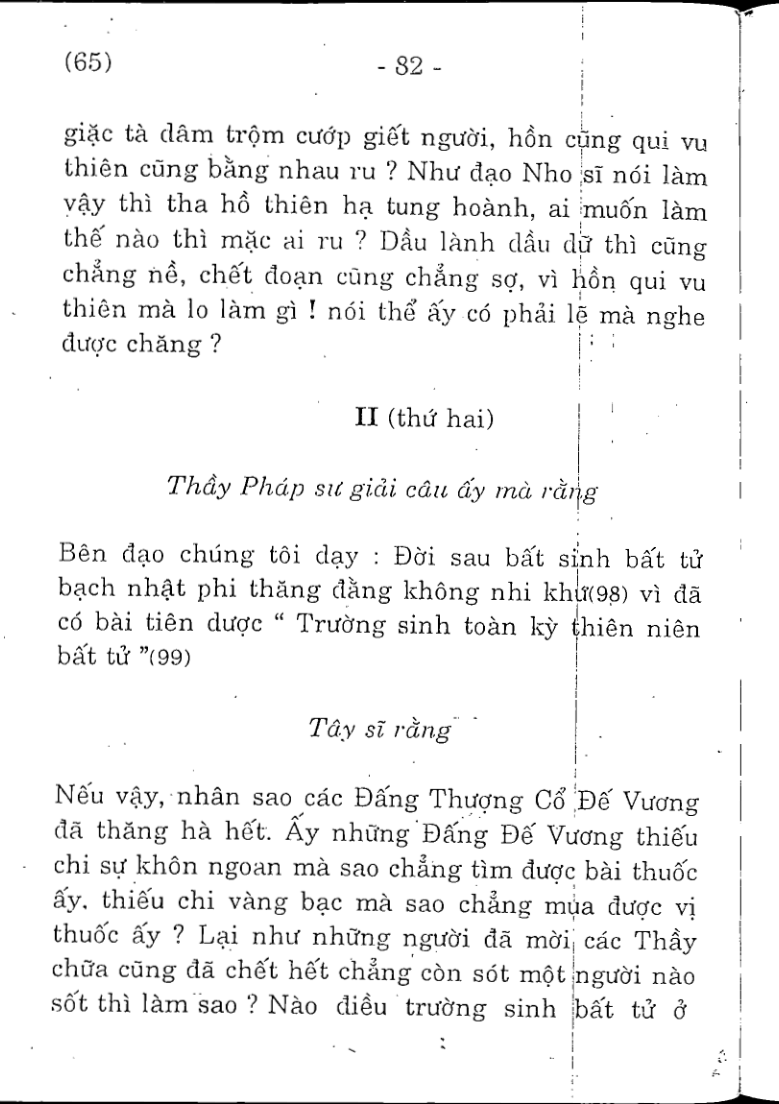 (65) - 82 -
giặc tà dâm trộm cướp giết người, hồn cũng qui vu
thiên cũng bằng nhau ru ? Như đạo Nho sĩ nói làm
vậy thì tha hồ thiên hạ tung hoành, ai muốn làm
thế nào thì mặc ai ru ? Dầu lành dầu dữ thì cũng
chẳng nề, chết đoạn cũng chẳng sợ, vì hồn qui vu
thiên mà lo làm gì ! nói thể ấy có phải lẽ mà nghe
được chăng ?
II (thứ hai)
Thầy Pháp sư giải câu ấy mà rằng
Bên đạo chúng tôi dạy : Đời sau bất sinh bất tử
bạch nhật phi thăng đằng không nhi khứ(98) vì đã
có bài tiên dược “ Trường sinh toàn kỳ thiên niên
bất tử ”(99)
Tây sĩ rằng
Nếu vậy, nhân sao các Đấng Thượng Cổ Đế Vương
đã thăng hà hết. Ấy những Đấng Đế Vương thiếu
chi sự khôn ngoan mà sao chẳng tìm được bài thuốc
ấy. thiếu chi vàng bạc mà sao chẳng mua được vị
thuốc ấy ? Lại như những người đã mời các Thầy
chữa cũng đã chết hết chẳng còn sót một người nào
sốt thì làm sao ? Nào điều trường sinh bất tử ở